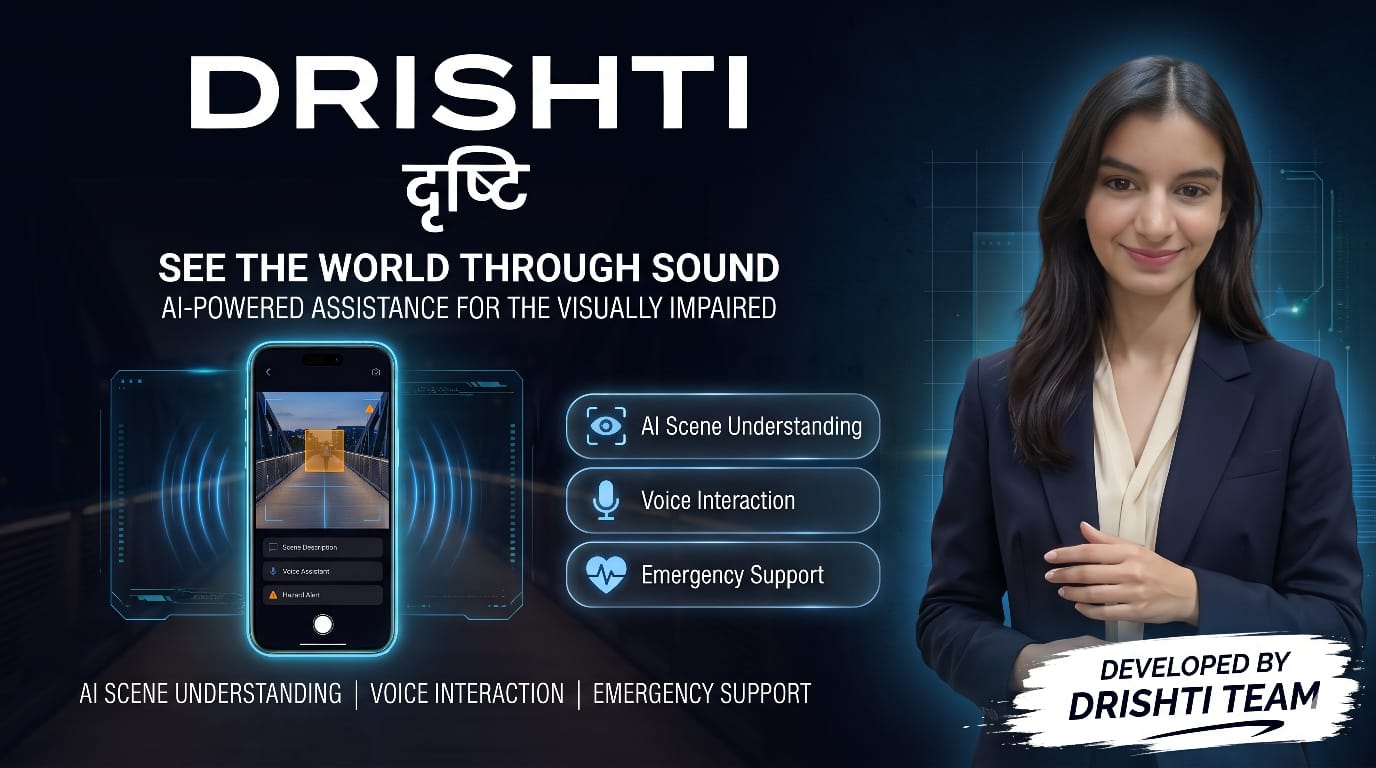 DRISHTI
दृष्टि
SEE THE WORLD THROUGH SOUND
AI-POWERED ASSISTANCE FOR THE VISUALLY IMPAIRED
Scene Description
Voice Assistant
Hazard Alert
AI Scene Understanding
Voice Interaction
Emergency Support
AI SCENE UNDERSTANDING | VOICE INTERACTION | EMERGENCY SUPPORT
DEVELOPED BY
DRISHTI TEAM